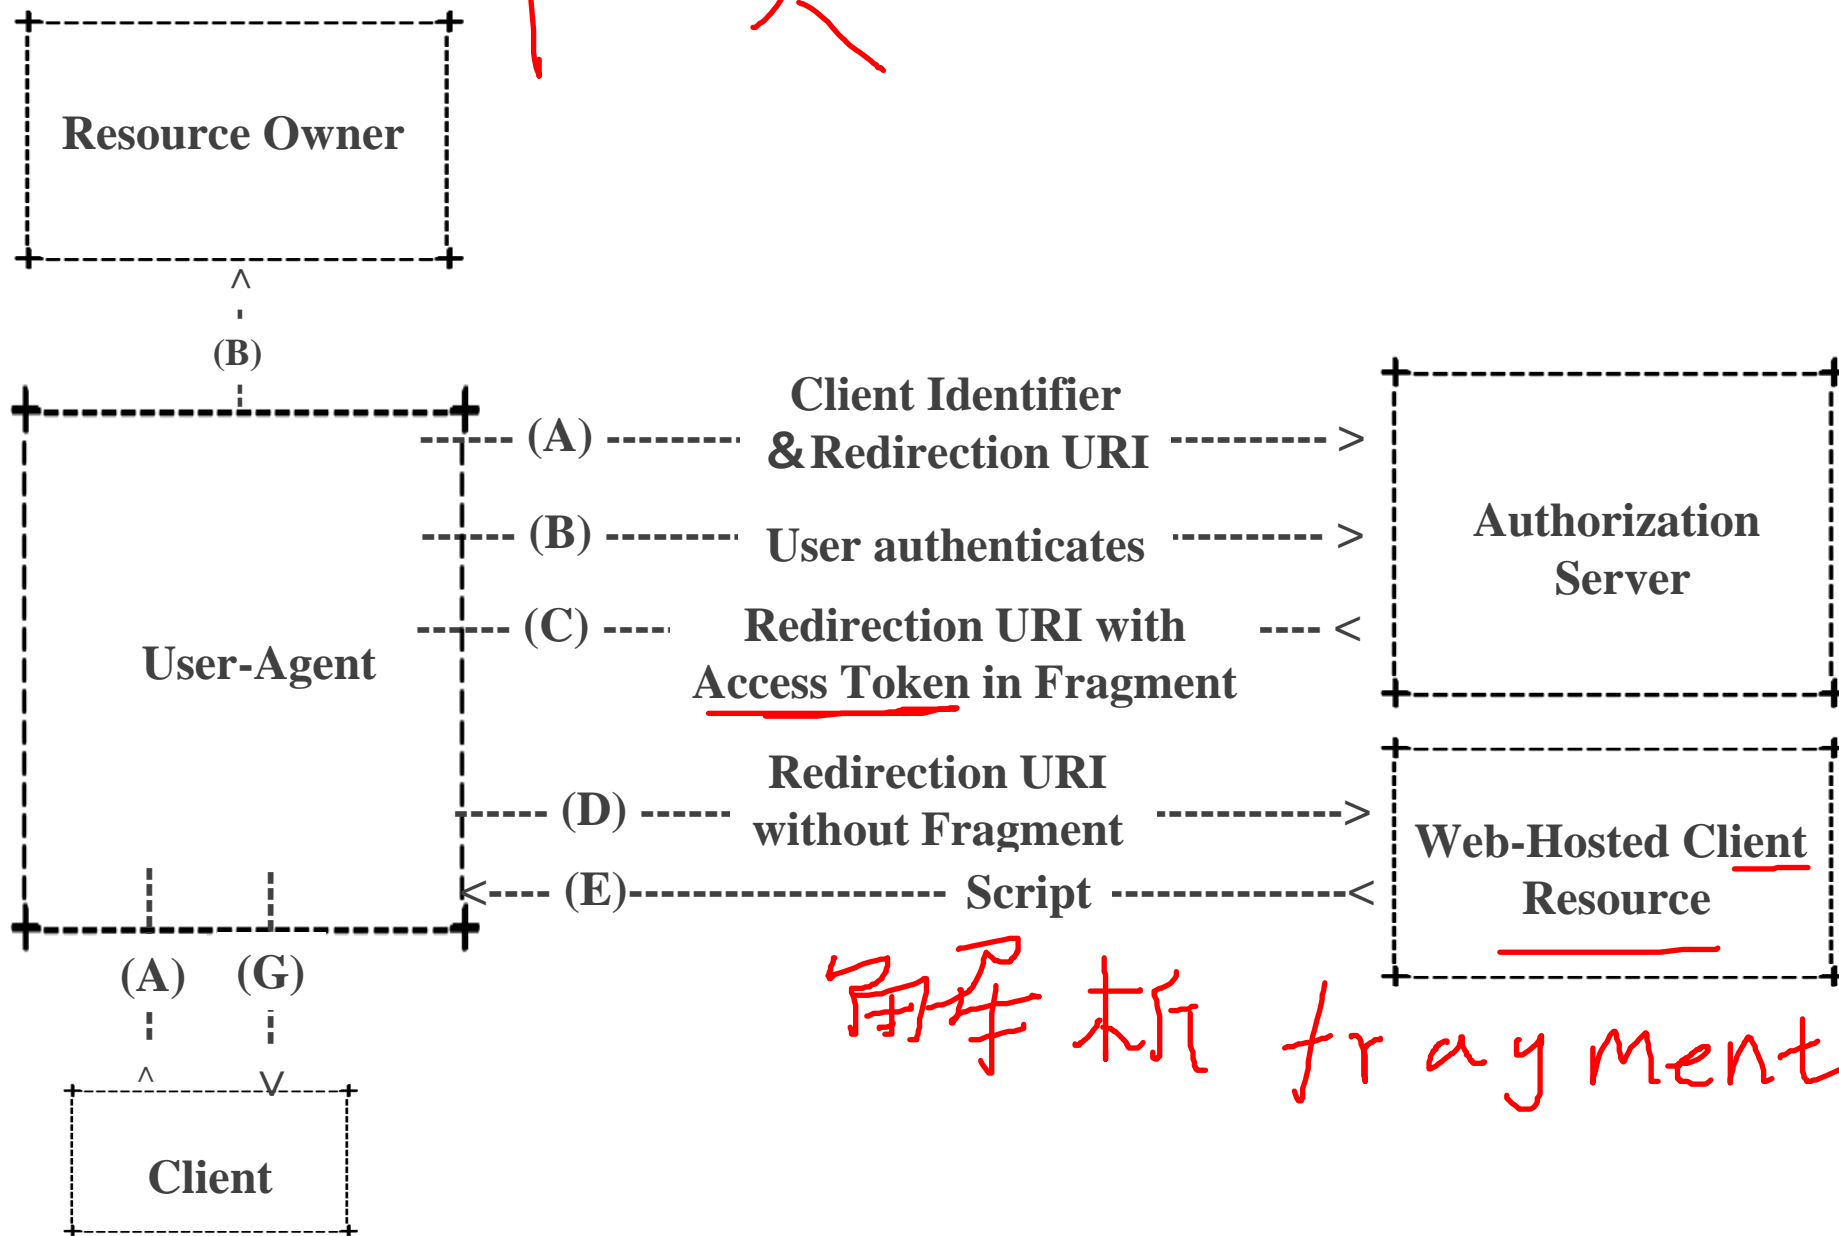 Resource Owner
(B)
(A)
Client Identifier
&Redirection URI
(B)
User authenticates
(C)
Redirection URI with
Access Token in Fragment
Authorization
Server
User-Agent
(D)
Redirection URI
without Fragment
(E)
Script
Web-Hosted Client
Resource
(A)
(G)
解析 fragment
Client